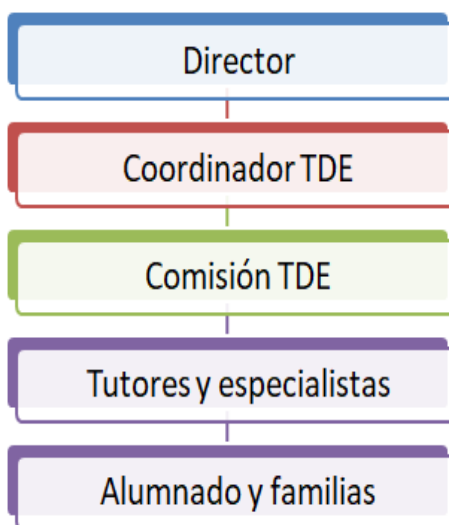 Director
Coordinador TDE
Comisión TDE
Tutores y especialistas
Alumnado y familias